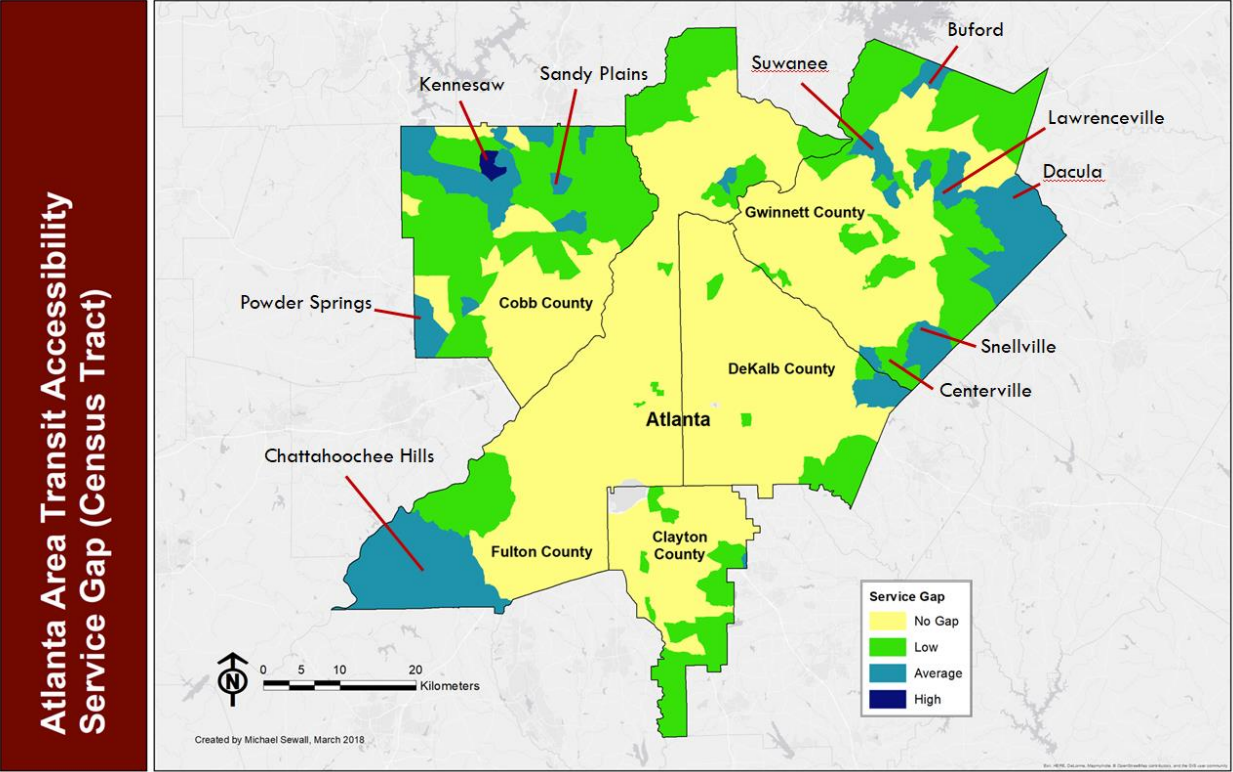 Atlanta Area Transit Accessibility
Service Gap (Census Tract)
Buford
Suwanee
Sandy Plains
Kennesaw
Lawrenceville
Dacula
Gwinnett County
Powder Springs
Cobb County
Snellville
DeKalb County
Centerville
Atlanta
Chattahoochee Hills
Clayton
County
Fulton County
Service Gap
No Gap
Low
Average
High
N
0 5 10 20
Kilometers
Created by Michael Sewall, March 2018